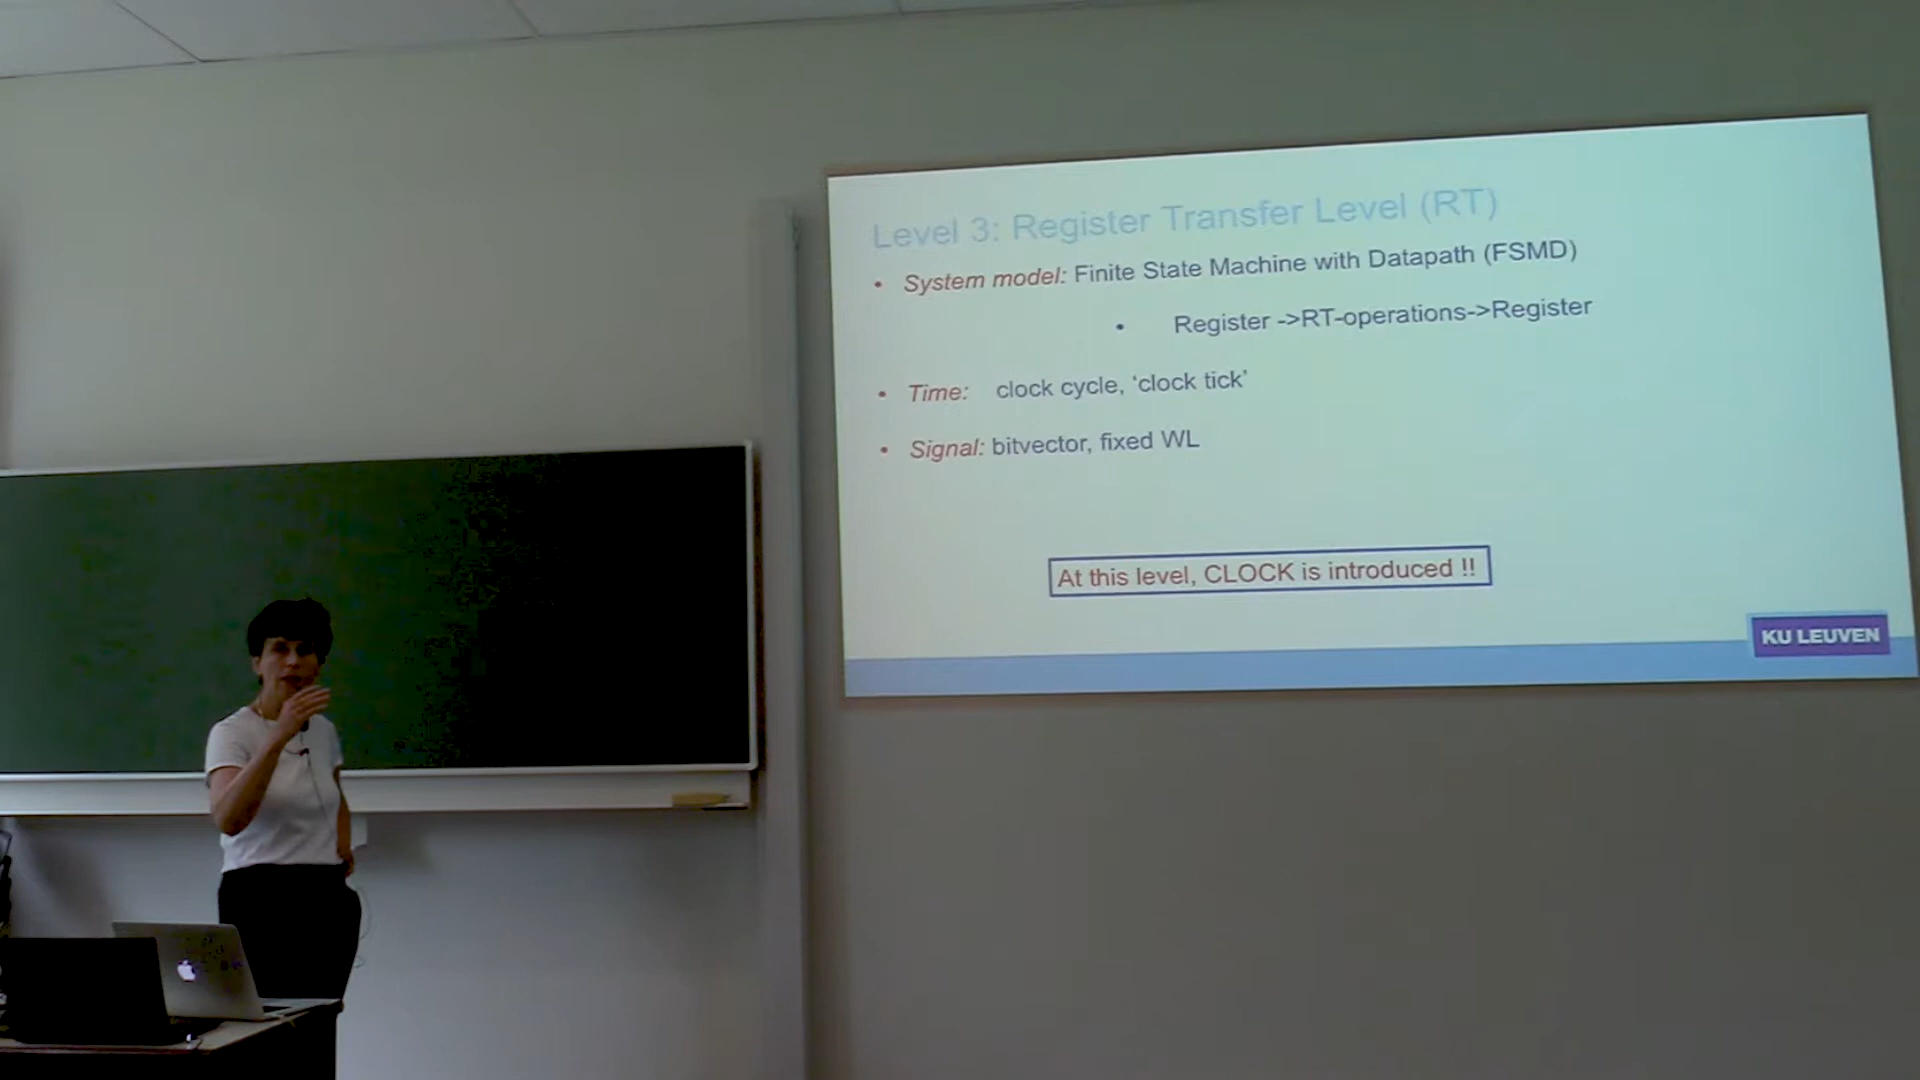 Level 3: Register Transfer Level (RT)
• System model: Finite State Machine with Datapath (FSMD)
• Register ->RT-operations->Register
• Time: clock cycle, ‘clock tick’
• Signal: bitvector, fixed WL
At this level, CLOCK is introduced !!
KU LEUVEN